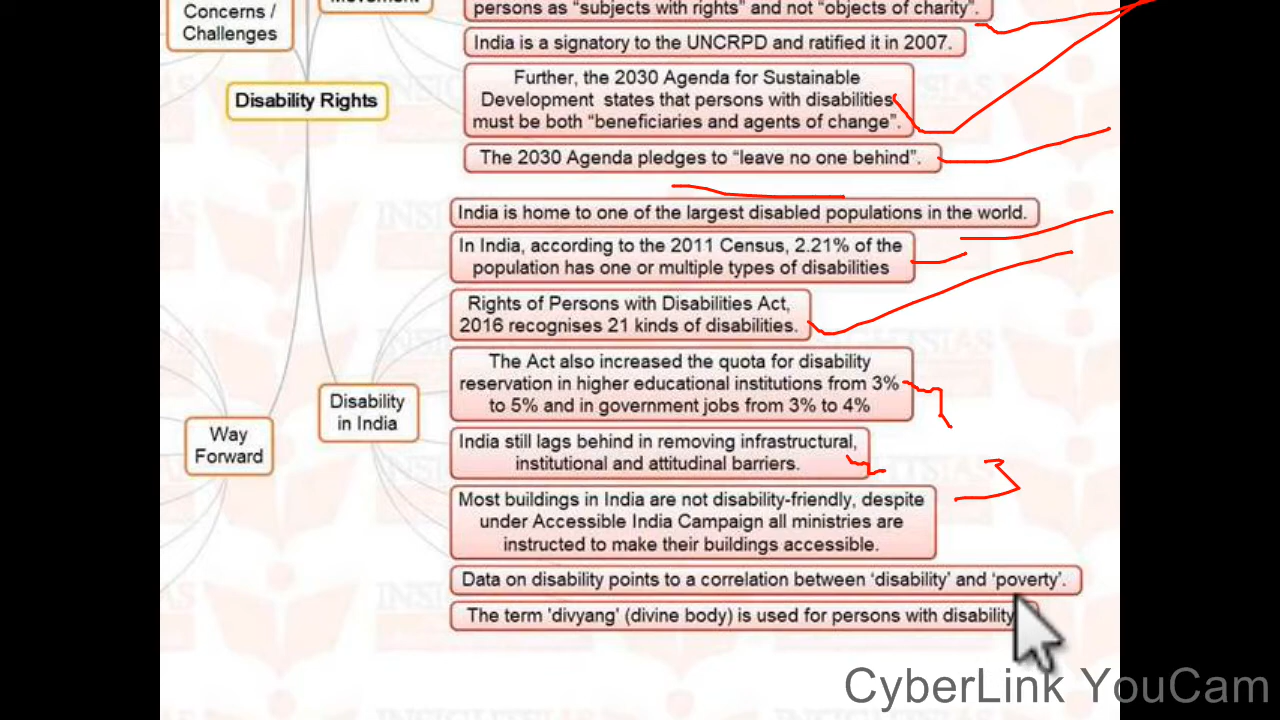 Concerns /
Challenges
Movement
persons as “subjects with rights” and not “objects of charity”.
India is a signatory to the UNCRPD and ratified it in 2007.
Disability Rights
Further, the 2030 Agenda for Sustainable
Development states that persons with disabilities
must be both “beneficiaries and agents of change”.
The 2030 Agenda pledges to “leave no one behind”.
India is home to one of the largest disabled populations in the world.
In India, according to the 2011 Census, 2.21% of the
population has one or multiple types of disabilities
Rights of Persons with Disabilities Act,
2016 recognises 21 kinds of disabilities.
The Act also increased the quota for disability
reservation in higher educational institutions from 3%
to 5% and in government jobs from 3% to 4%
Disability
in India
Way
Forward
India still lags behind in removing infrastructural,
institutional and attitudinal barriers.
Most buildings in India are not disability-friendly, despite
under Accessible India Campaign all ministries are
instructed to make their buildings accessible.
Data on disability points to a correlation between ‘disability’ and ‘poverty’.
The term 'divyang' (divine body) is used for persons with disability
CyberLink YouCam